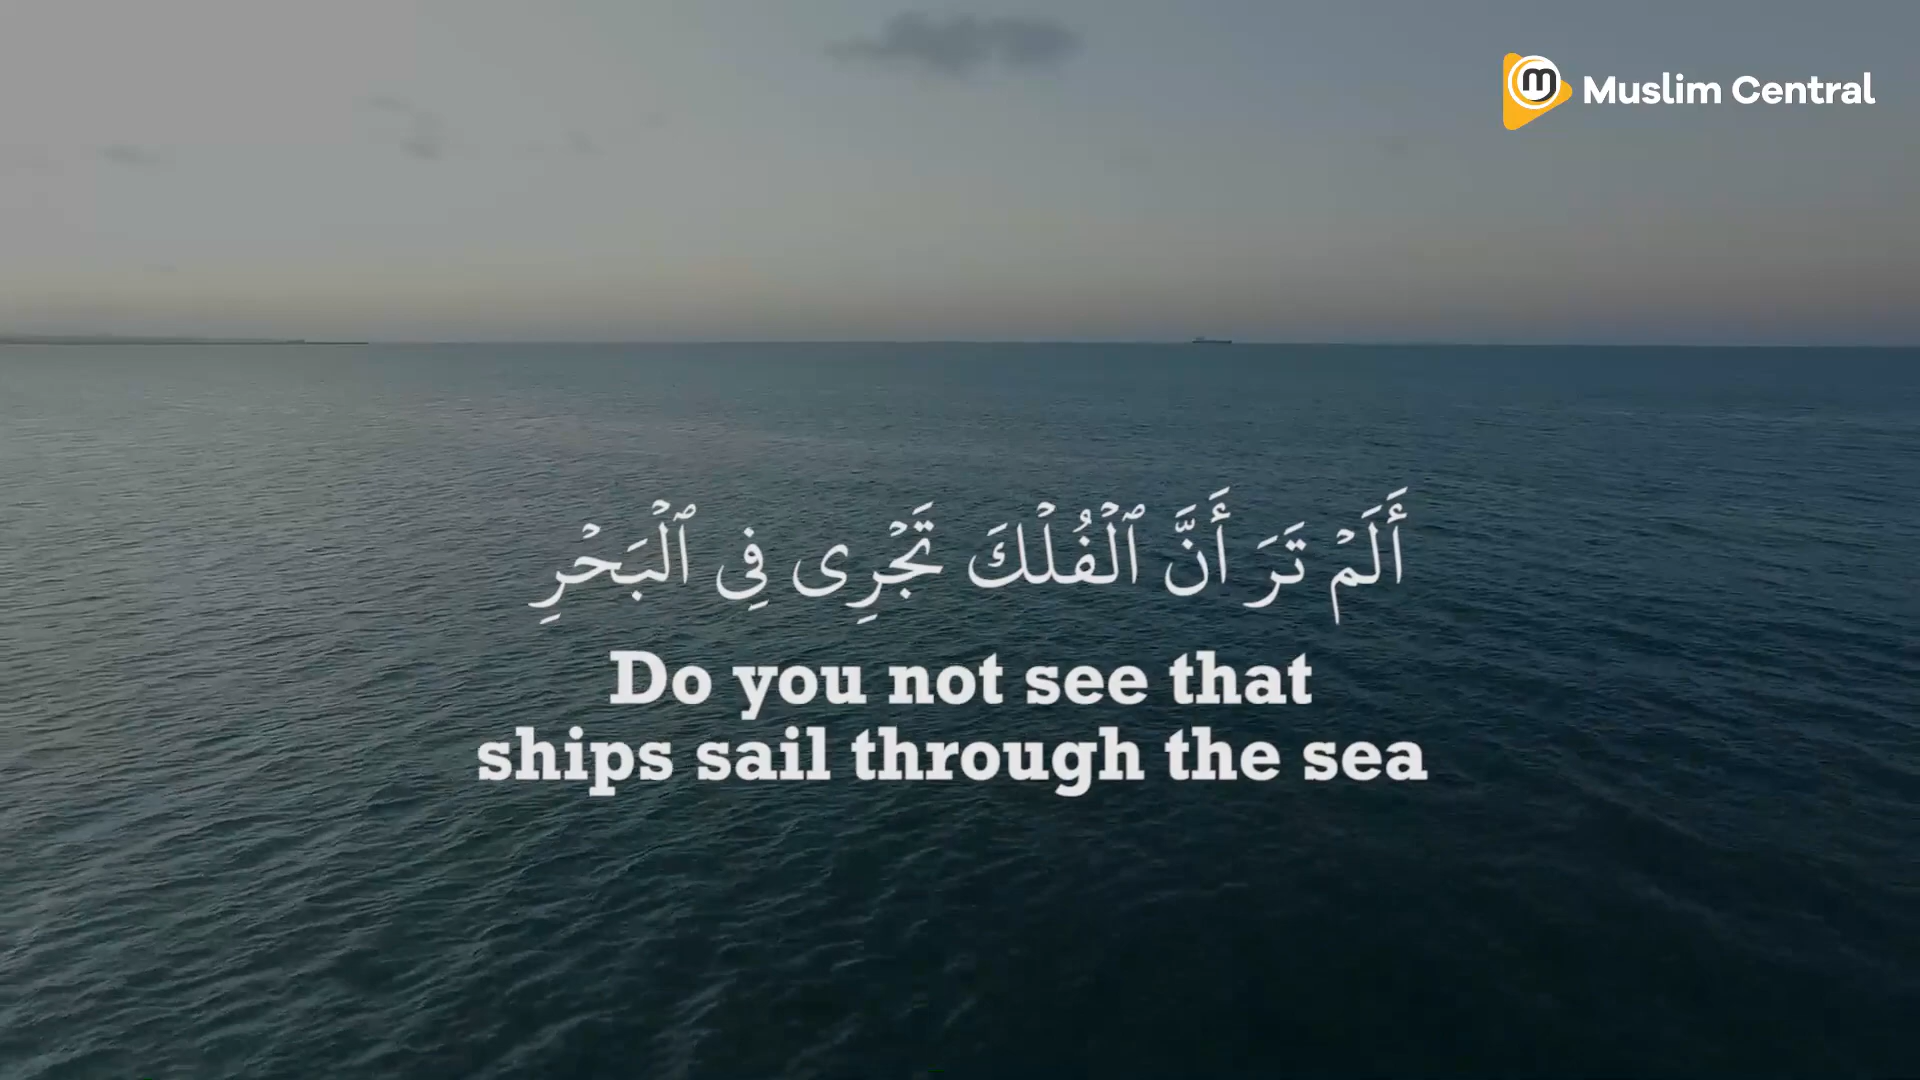 Muslim Central
أَلَمْ تَرَ أَنَّ ٱلْفُلْكَ تَجْرِى فِى ٱلْبَحْرِ
Do you not see that
ships sail through the sea